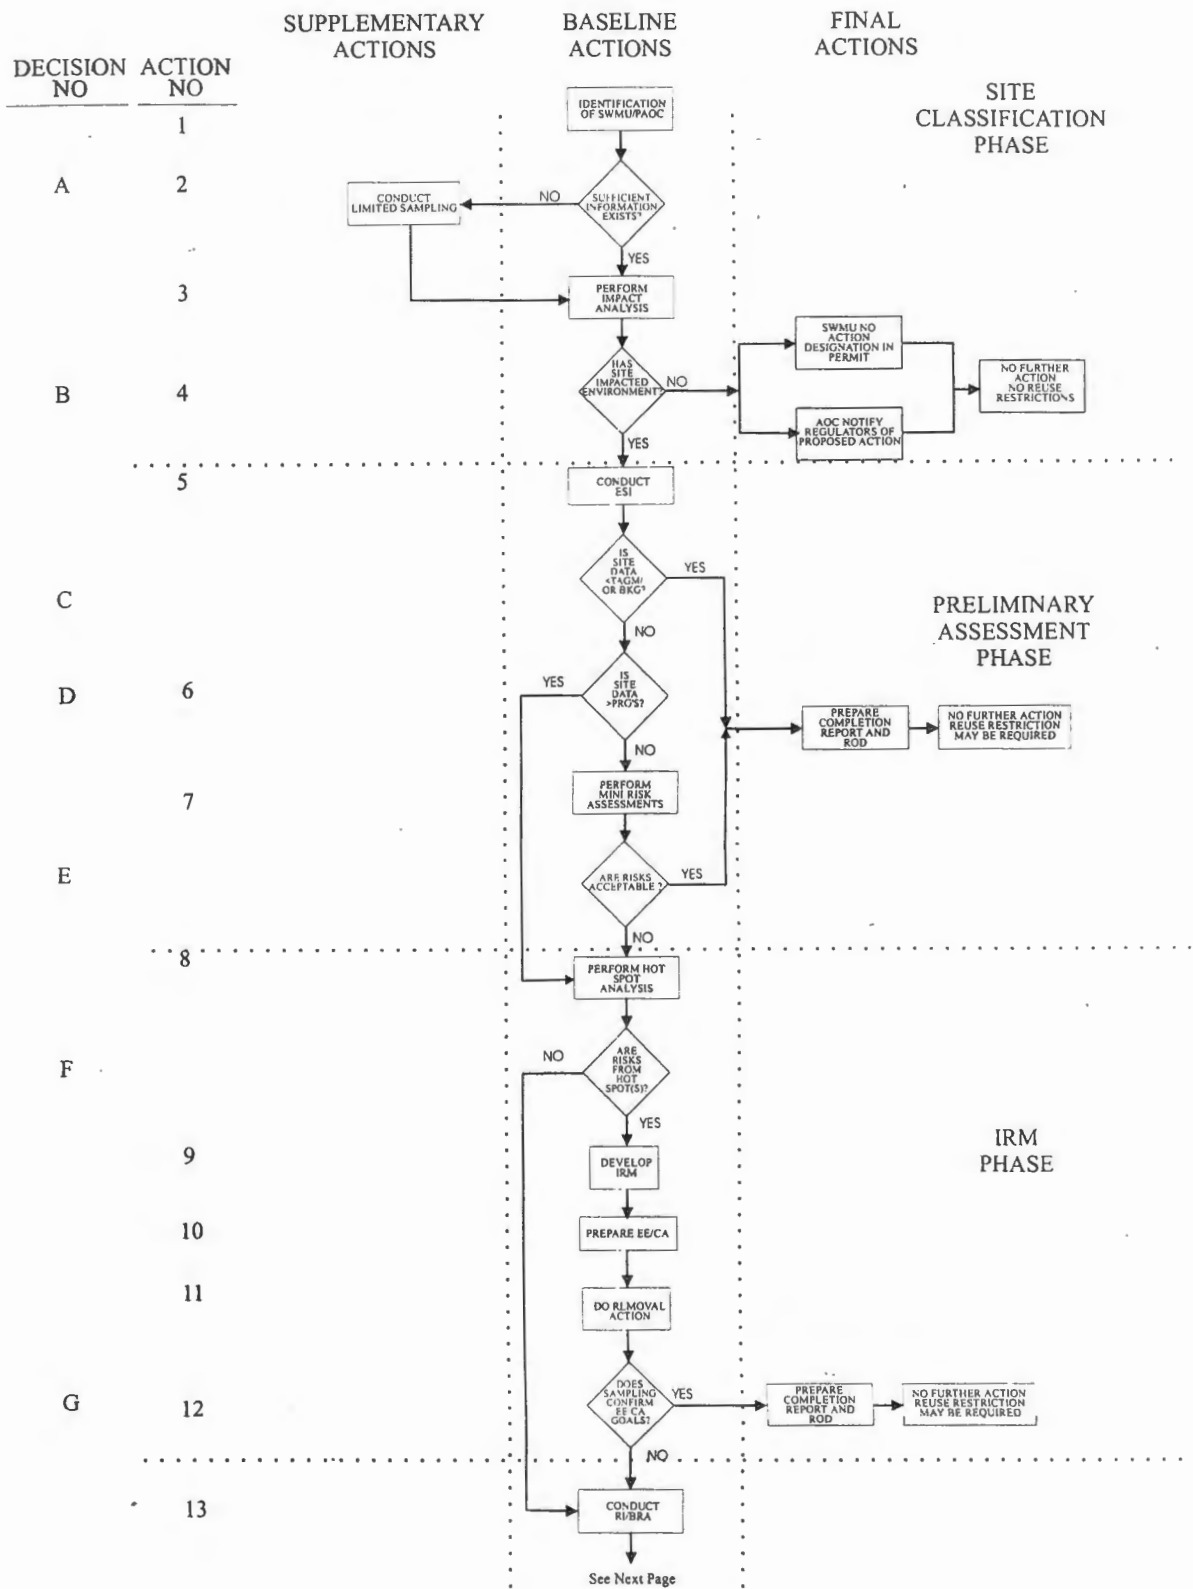 SUPPLEMENTARY
ACTIONS
BASELINE
ACTIONS
FINAL
ACTIONS
DECISION
NO
ACTION
NO
SITE
CLASSIFICATION
PHASE
1
IDENTIFICATION
OF SWMU/PAOC
A
2
CONDUCT
LIMITED SAMPLING
NO
SUFFICIENT
INFORMATION
EXISTS?
YES
3
PERFORM
IMPACT
ANALYSIS
SWMU NO
ACTION
DESIGNATION IN
PERMIT
B
4
HAS
SITE
IMPACTED
ENVIRONMENT?
NO
NO FURTHER
ACTION
NO REUSE
RESTRICTIONS
AOC NOTIFY
REGULATORS OF
PROPOSED ACTION
YES
5
CONDUCT
ESI
C
IS
SITE
DATA
<TAGM/
OR BKG?
YES
NO
PRELIMINARY
ASSESSMENT
PHASE
D
6
YES
IS
SITE
DATA
>PRG'S?
NO
PREPARE
COMPLETION
REPORT AND
ROD
NO FURTHER ACTION
REUSE RESTRICTION
MAY BE REQUIRED
7
PERFORM
MINI RISK
ASSESSMENTS
E
ARE RISKS
ACCEPTABLE ?
YES
NO
8
PERFORM HOT
SPOT
ANALYSIS
F
NO
ARE
RISKS
FROM
HOT
SPOT(S)?
YES
IRM
PHASE
9
DEVELOP
IRM
10
PREPARE EE/CA
11
DO RLMOVAL
ACTION
G
12
DOES
SAMPLING
CONFIRM
EE CA
GOALS?
YES
PREPARE
COMPLETION
REPORT AND
ROD
NO FURTHER ACTION
REUSE RESTRICTION
MAY BE REQUIRED
NO
13
CONDUCT
RI/BRA
See Next Page